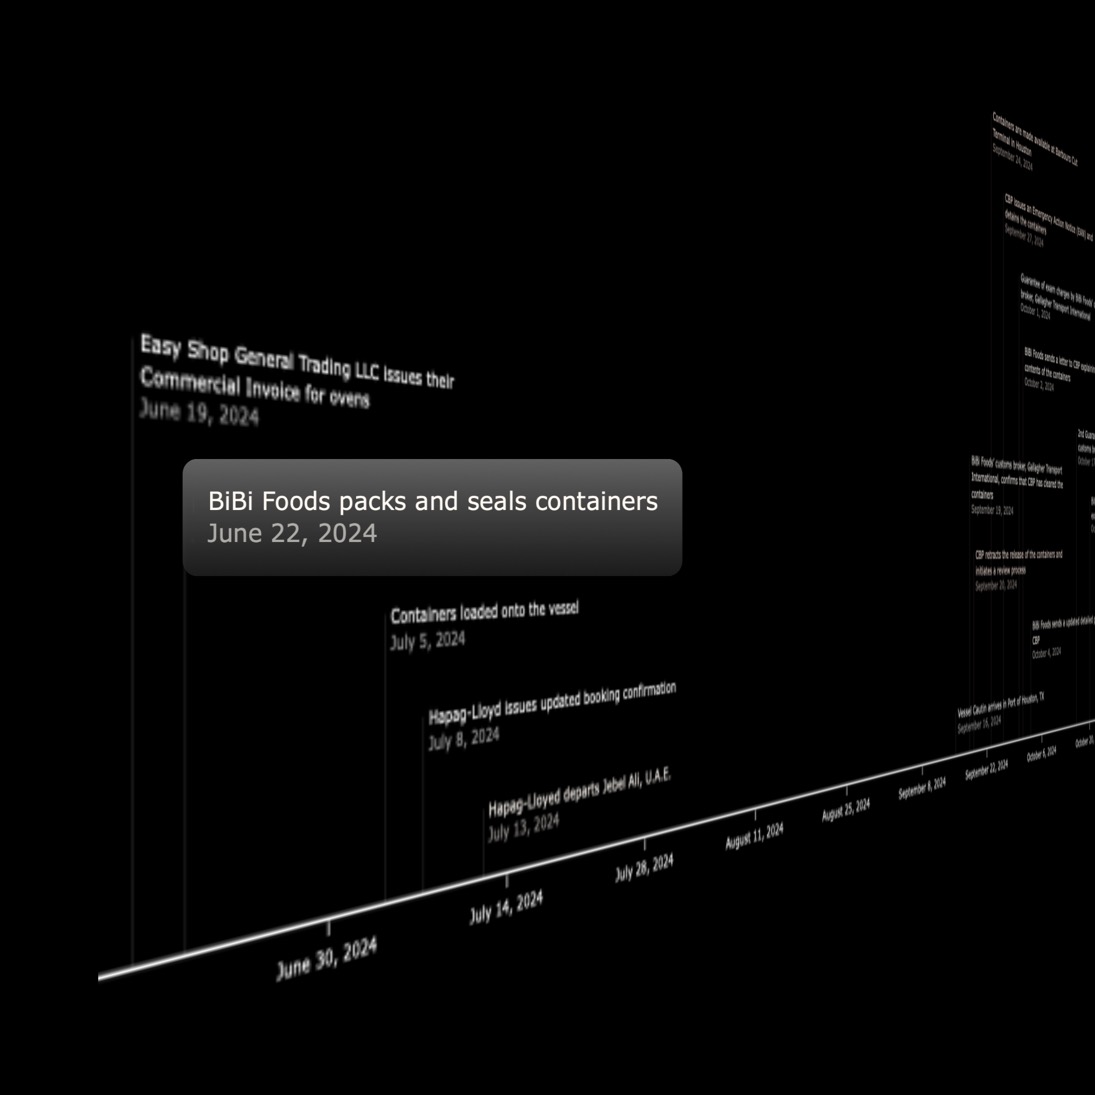 Containers are made available at Barbours Cut
Terminal in Houston
September 24, 2024
CBP issues an Emergency Action Notice (EAN) and
detains the containers
September 27, 2024
Guarantee of exam charges by BiBi Foods'
broker, Gallagher Transport International
October 1, 2024
BiBi Foods sends a letter to CBP explaining
contents of the containers
October 2, 2024
Easy Shop General Trading LLC issues their
Commercial Invoice for ovens
June 19, 2024
BiBi Foods packs and seals containers
June 22, 2024
2nd
customs
October
BiBi Foods' customs broker, Gallagher Transport
International, confirms that CBP has cleared the
containers
September 19, 2024
CBP retracts the release of the containers and
initiates a review process
September 20, 2024
Containers loaded onto the vessel
July 5, 2024
BiBi Foods sends a updated detailed
CBP
October 4, 2024
Hapag-Lloyd issues updated booking confirmation
July 8, 2024
Vessel Cautin arrives in Port of Houston, TX
September 16, 2024
Hapag-Lloyed departs Jebel Ali, U.A.E.
July 13, 2024
June 30, 2024
July 14, 2024
July 28, 2024
August 11, 2024
August 25, 2024
September 8, 2024
September 22, 2024
October 6, 2024
October 20,